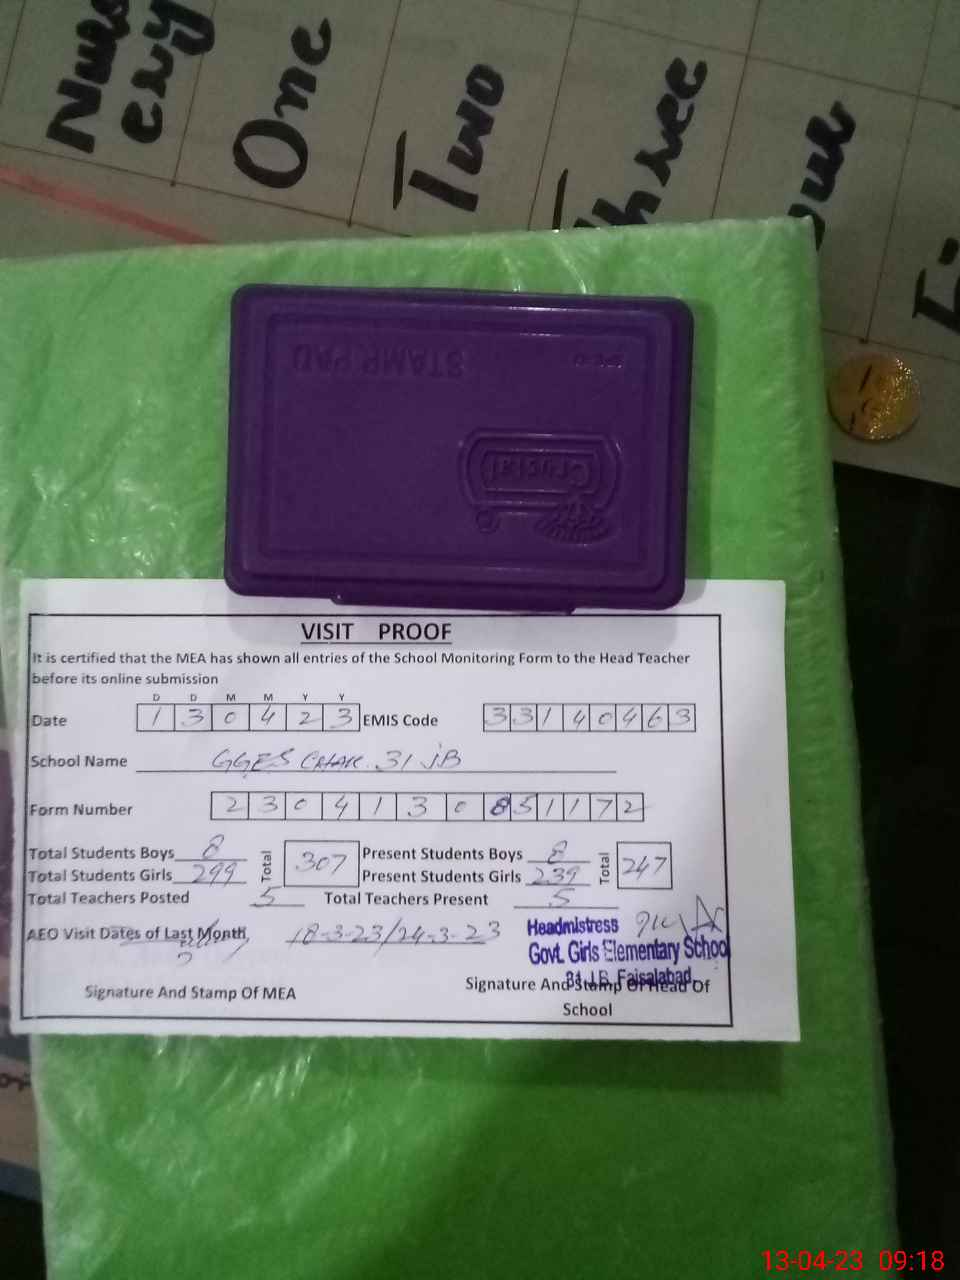 Nurs
ery
One
Two
Three
our
STAMP PAD
Crystal
VISIT PROOF
It is certified that the MEA has shown all entries of the School Monitoring Form to the Head Teacher
before its online submission
D D M M Y Y
Date 1 3 0 4 2 3 EMIS Code 3 3 1 4 0 4 6 3
School Name GGES CHAK 31 JB
Form Number 2 3 0 4 1 3 0 8 5 1 1 7 2
Total Students Boys 8 Total 307 Present Students Boys 8 Total 247
Total Students Girls 299 Present Students Girls 239
Total Teachers Posted 5 Total Teachers Present 5
AEO Visit Dates of Last Month 18-3-23/24-3-23
Headmistress
Govt. Girls Elementary School
31 J.B. Faisalabad.
Signature And Stamp Of MEA
Signature And Stamp Of Head Of
School
13-04-23 09:18